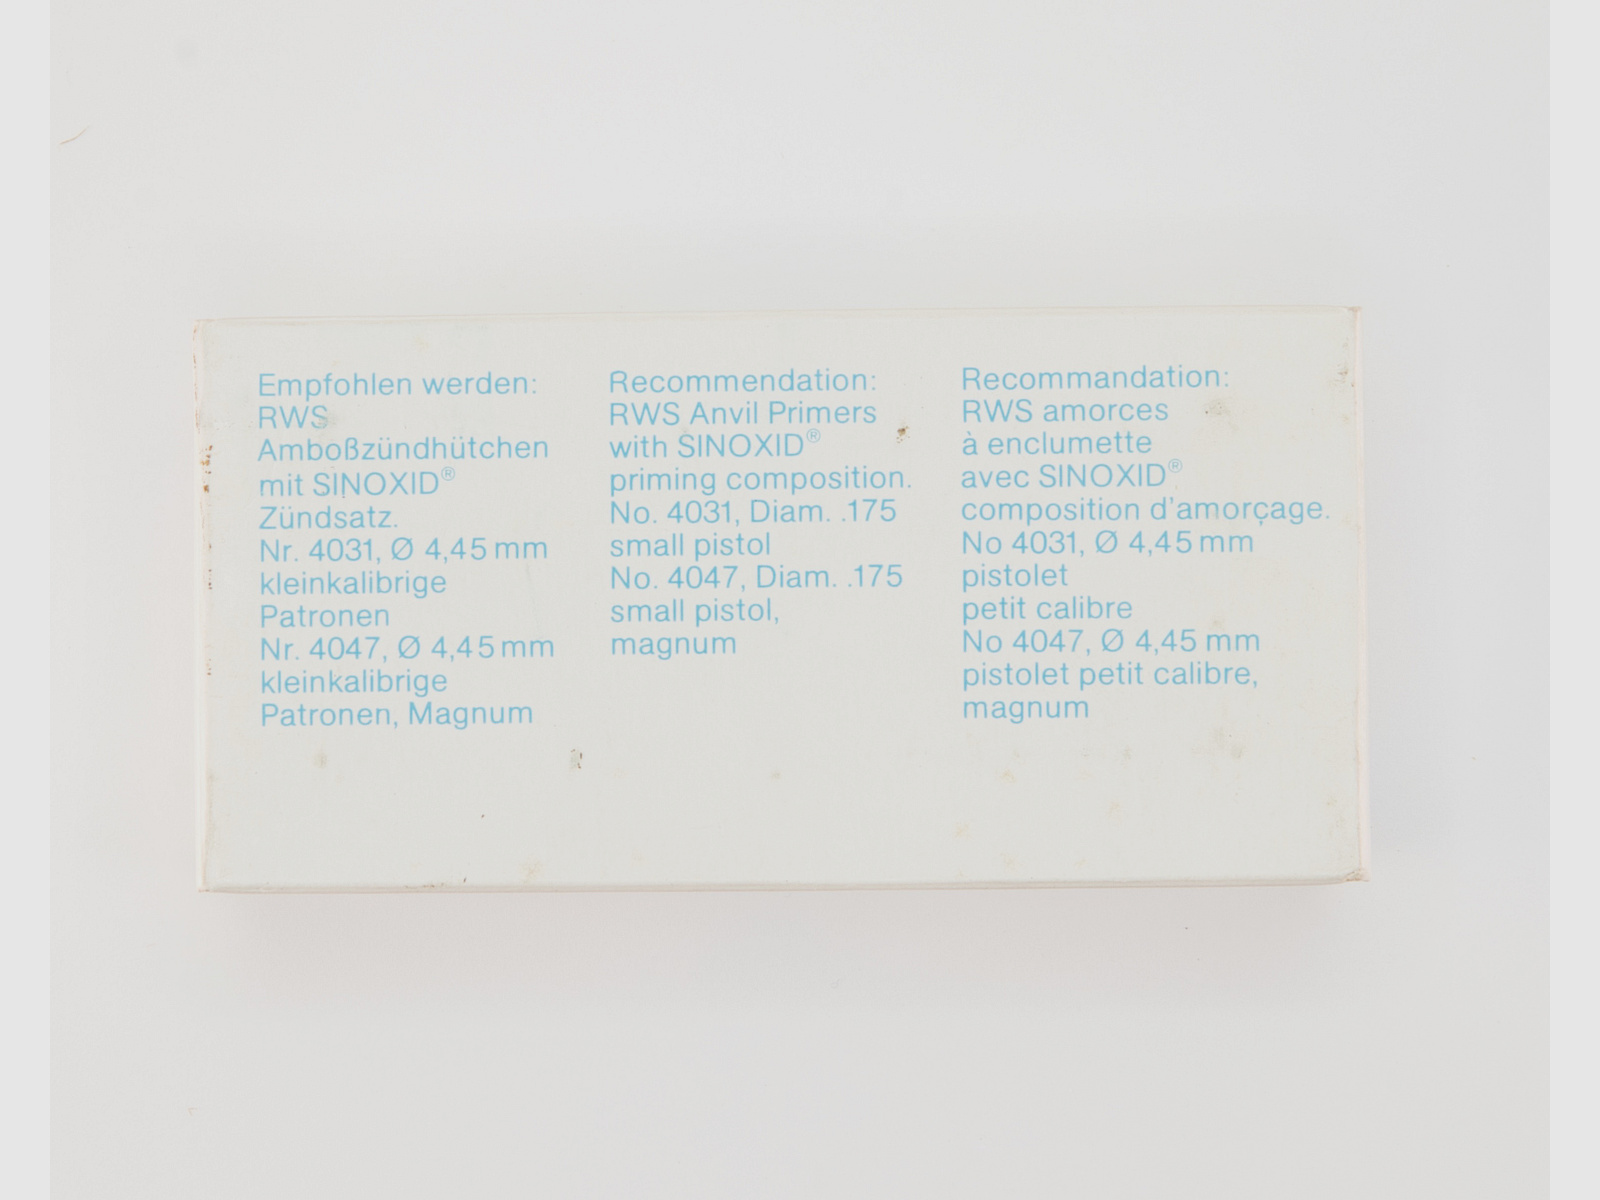 Empfohlen werden:
RWS
Amboßzündhütchen
mit SINOXID®
Zündsatz.
Nr. 4031, Ø 4,45 mm
kleinkalibrige
Patronen
Nr. 4047, Ø 4,45 mm
kleinkalibrige
Patronen, Magnum
Recommendation:
RWS Anvil Primers
with SINOXID®
priming composition.
No. 4031, Diam. .175
small pistol
No. 4047, Diam. .175
small pistol,
magnum
Recommandation:
RWS amorces
à enclumette
avec SINOXID®
composition d'amorçage.
No 4031, Ø 4,45 mm
pistolet
petit calibre
No 4047, Ø 4,45 mm
pistolet petit calibre,
magnum